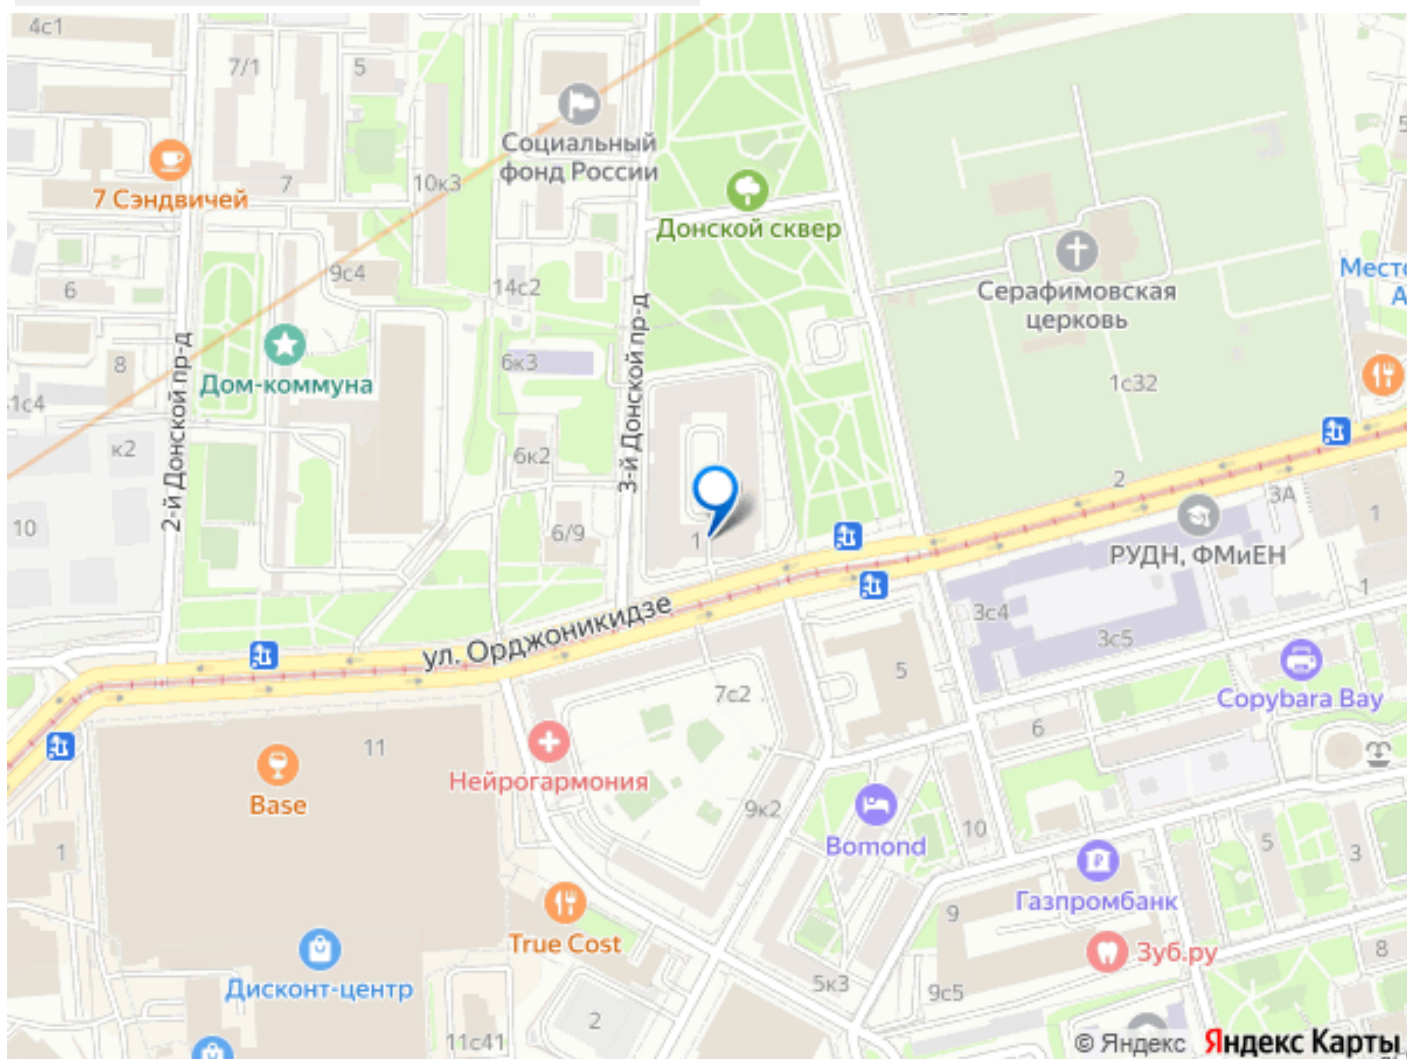 4с1
7/1
5
Социальный
фонд России
7 Сэндвичей
7
10к3
Донской сквер
9с4
14с2
6
Серафимовская
церковь
Место
А
2-й Донской пр-д
3-й Донской пр-д
8
Дом-коммуна
6к3
1с32
1с4
к2
6к2
10
6/9
1
2
3А
1
РУДН, ФМиЕН
ул. Орджоникидзе
3с4
3с5
1
5
7с2
Copybara Bay
6
11
Нейрогармония
Base
9к2
Bomond
10
5
3
1
Газпромбанк
9
True Cost
Зуб.ру
8
Дисконт-центр
5к3
9с5
2
11с41
© Яндекс Яндекс Карты